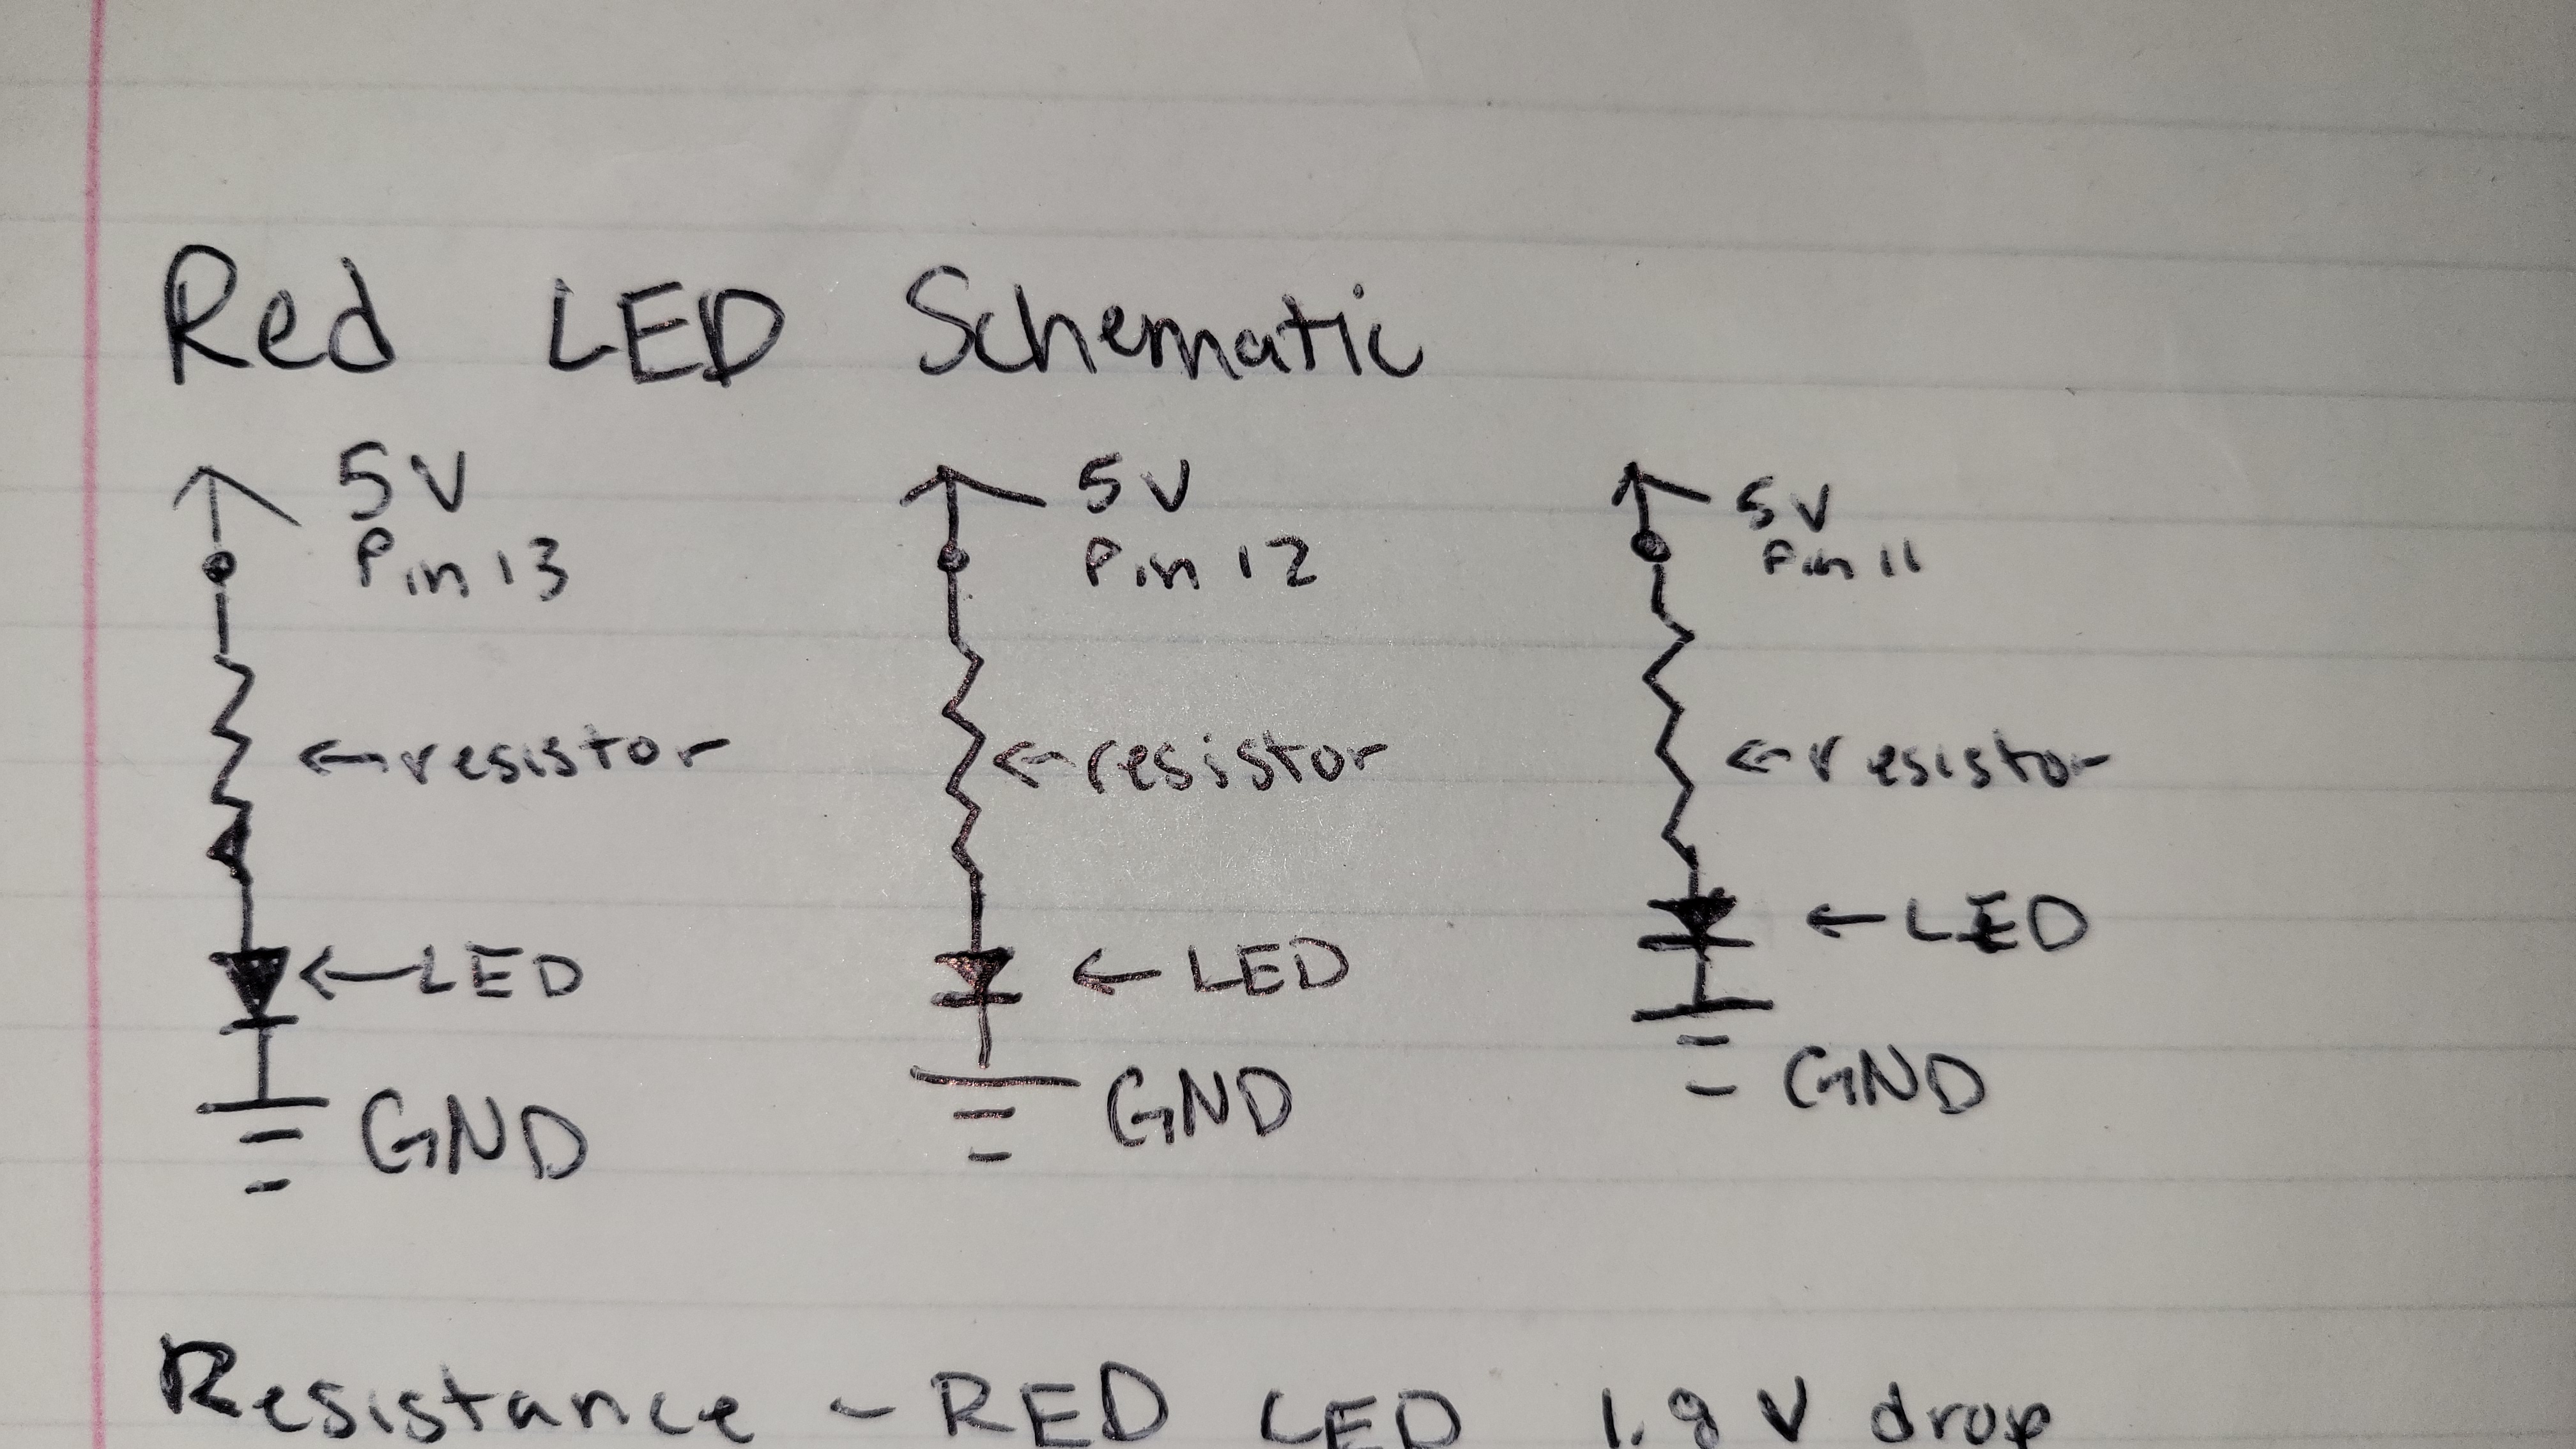 Red LED Schematic
5V
Pin 13
5V
Pin 12
5V
Pin 11
←resistor
←resistor
←resistor
←LED
←LED
←LED
GND
GND
GND
Resistance - RED LED 1.8 V drop